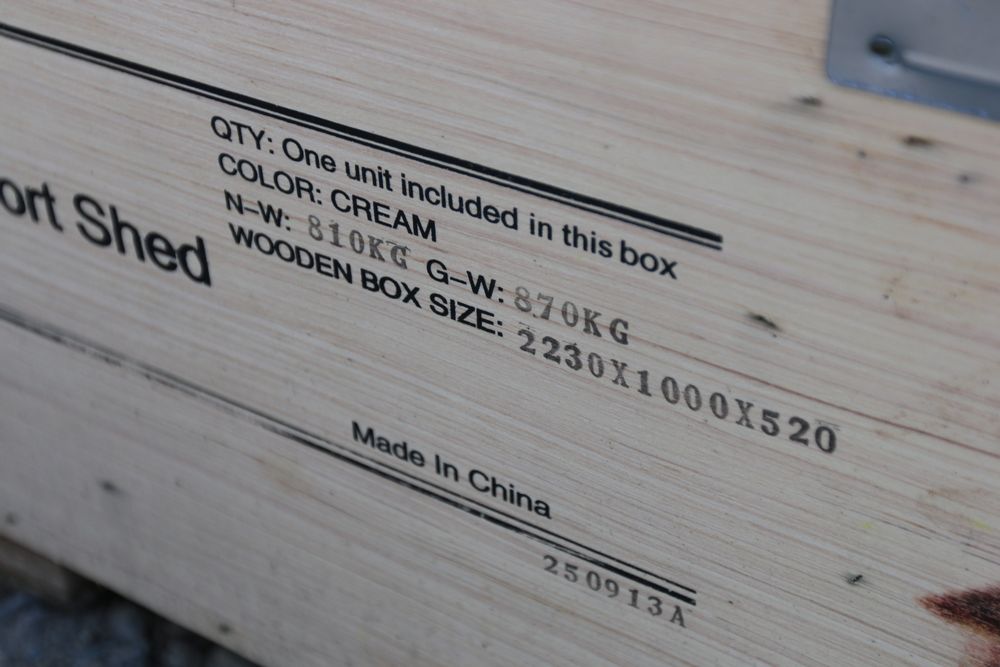 ort Shed
QTY: One unit included in this box
COLOR: CREAM
N-W: 810KG G-W: 870KG
WOODEN BOX SIZE: 2230X1000X520
Made In China
250913A